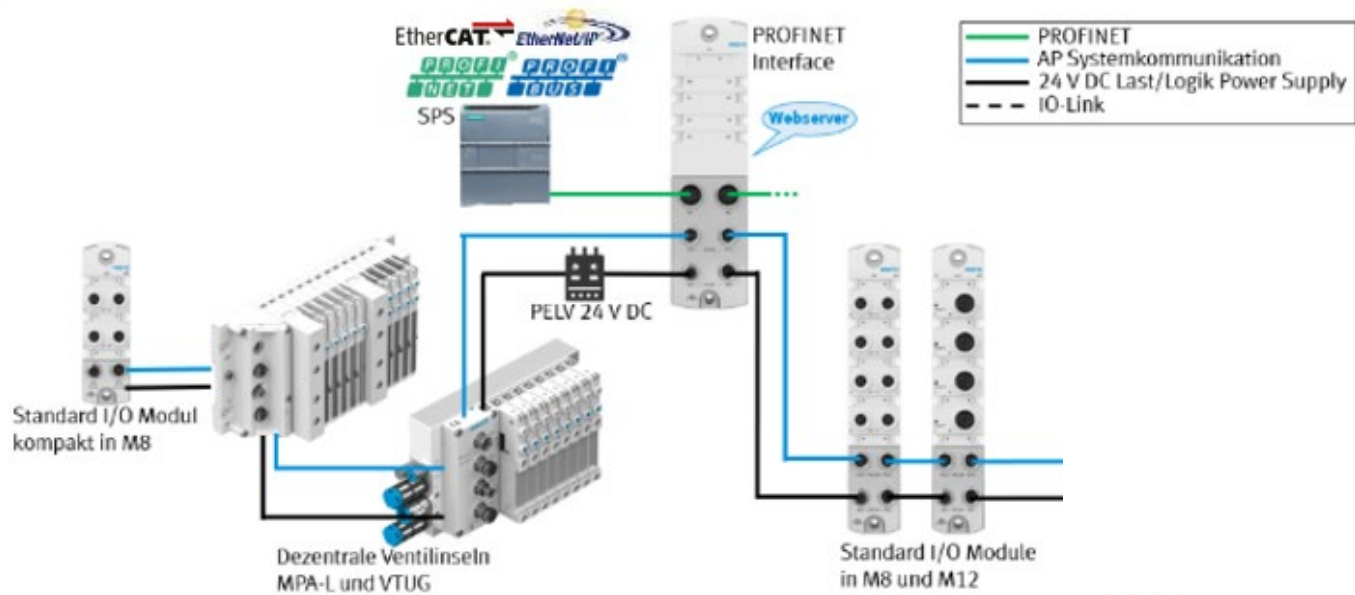 EtherCAT. EtherNet/IP
PROFI NET PROFI BUS
SPS
PROFINET
Interface
Webserver
PROFINET
AP Systemkommunikation
24 V DC Last/Logik Power Supply
IO-Link
PELV 24 V DC
Standard I/O Modul
kompakt in M8
Dezentrale Ventilinseln
MPA-L und VTUG
Standard I/O Module
in M8 und M12